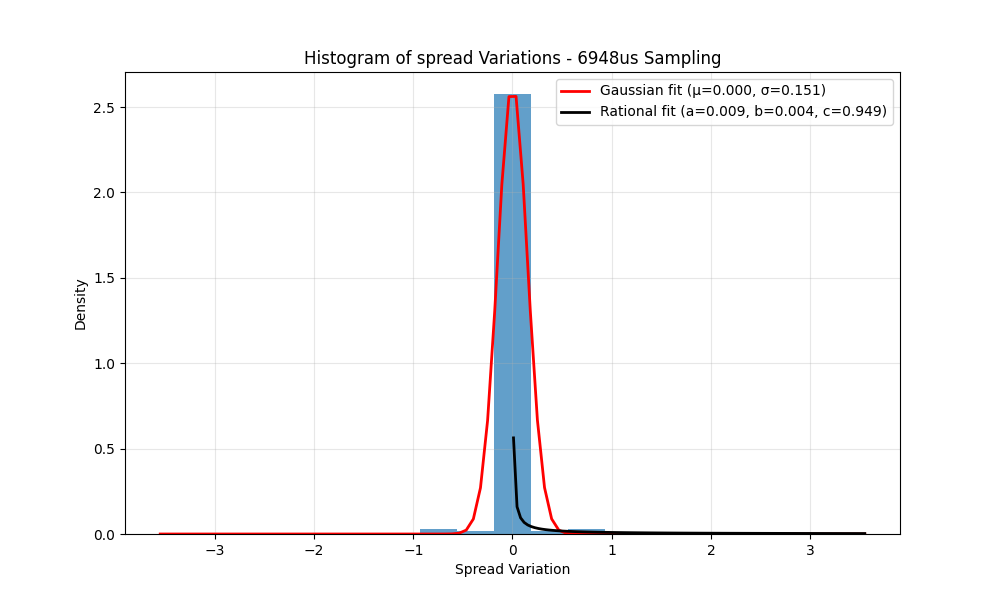 Histogram of spread Variations - 6948us Sampling
Gaussian fit (μ=0.000, σ=0.151)
Rational fit (a=0.009, b=0.004, c=0.949)
Density
2.5
2.0
1.5
1.0
0.5
0.0
−3
−2
−1
0
1
2
3
Spread Variation